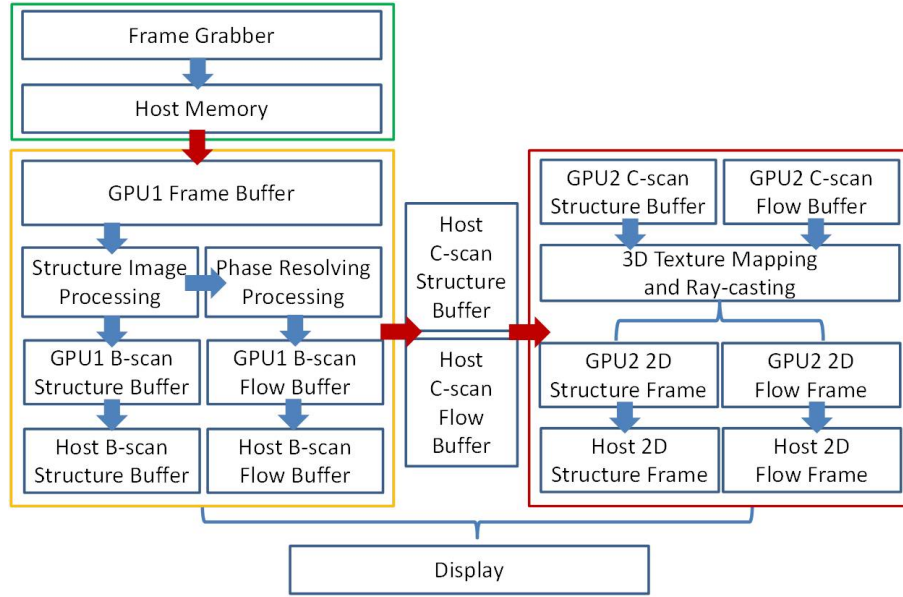 Frame Grabber
Host Memory
GPU1 Frame Buffer
Structure Image
Processing
Phase Resolving
Processing
GPU1 B-scan
Structure Buffer
GPU1 B-scan
Flow Buffer
Host B-scan
Structure Buffer
Host B-scan
Flow Buffer
Host
C-scan
Structure
Buffer
Host
C-scan
Flow
Buffer
GPU2 C-scan
Structure Buffer
GPU2 C-scan
Flow Buffer
3D Texture Mapping
and Ray-casting
GPU2 2D
Structure Frame
GPU2 2D
Flow Frame
Host 2D
Structure Frame
Host 2D
Flow Frame
Display